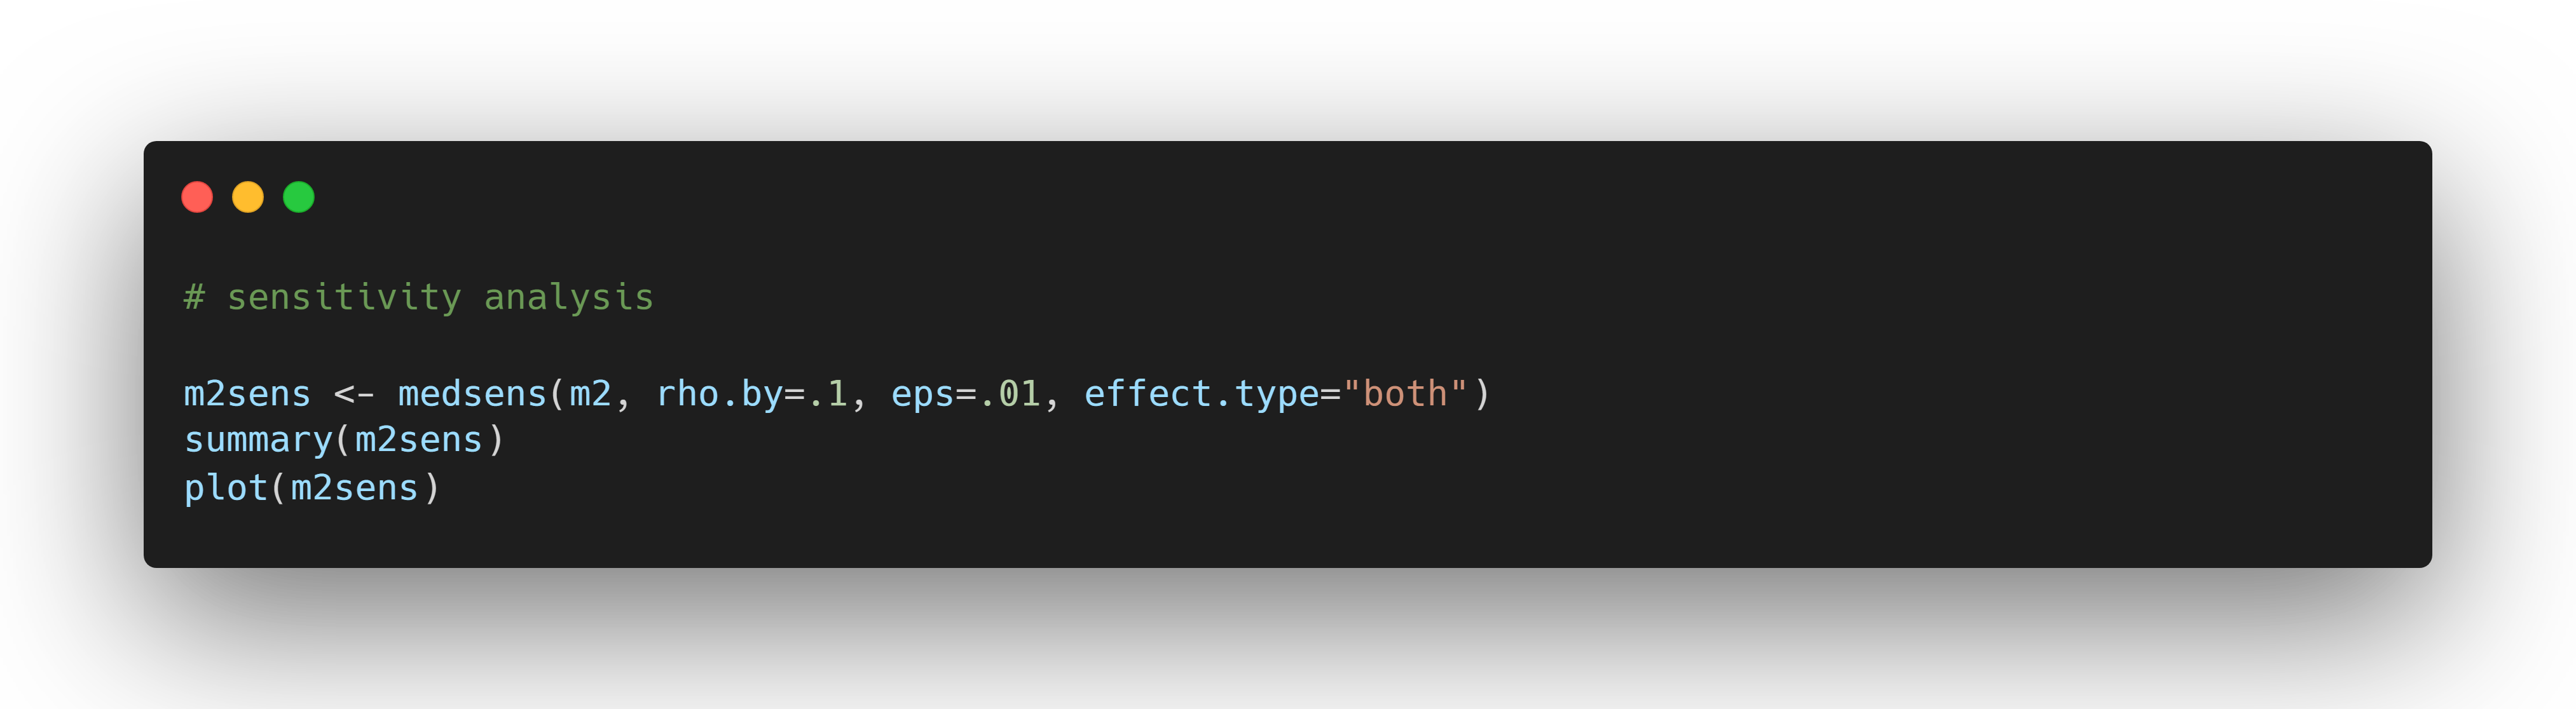 # sensitivity analysis
m2sens <- medsens(m2, rho.by=.1, eps=.01, effect.type="both")
summary(m2sens)
plot(m2sens)